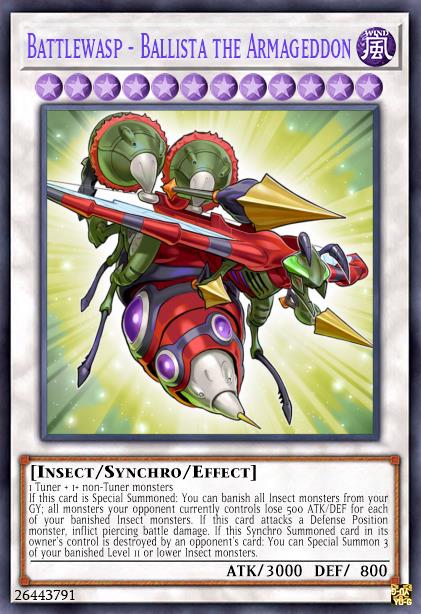 Battlewasp - Ballista the Armageddon
WIND
風
[Insect/Synchro/Effect]
1 Tuner + 1+ non-Tuner monsters
If this card is Special Summoned: You can banish all Insect monsters from your
GY; all monsters your opponent currently controls lose 500 ATK/DEF for each
of your banished Insect monsters. If this card attacks a Defense Position
monster, inflict piercing battle damage. If this Synchro Summoned card in its
owner's control is destroyed by an opponent's card: You can Special Summon 3
of your banished Level 11 or lower Insect monsters.
ATK/3000 DEF/ 800
26443791